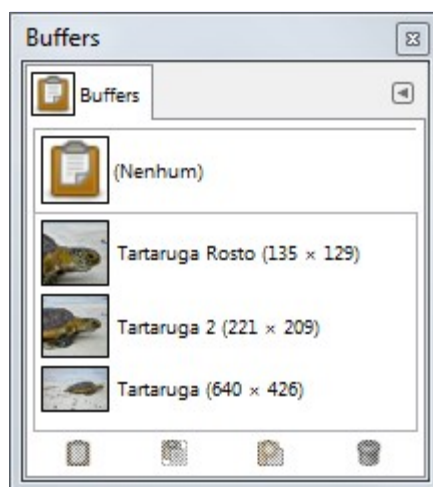 Buffers
Buffers
(Nenhum)
Tartaruga Rosto (135 × 129)
Tartaruga 2 (221 × 209)
Tartaruga (640 × 426)